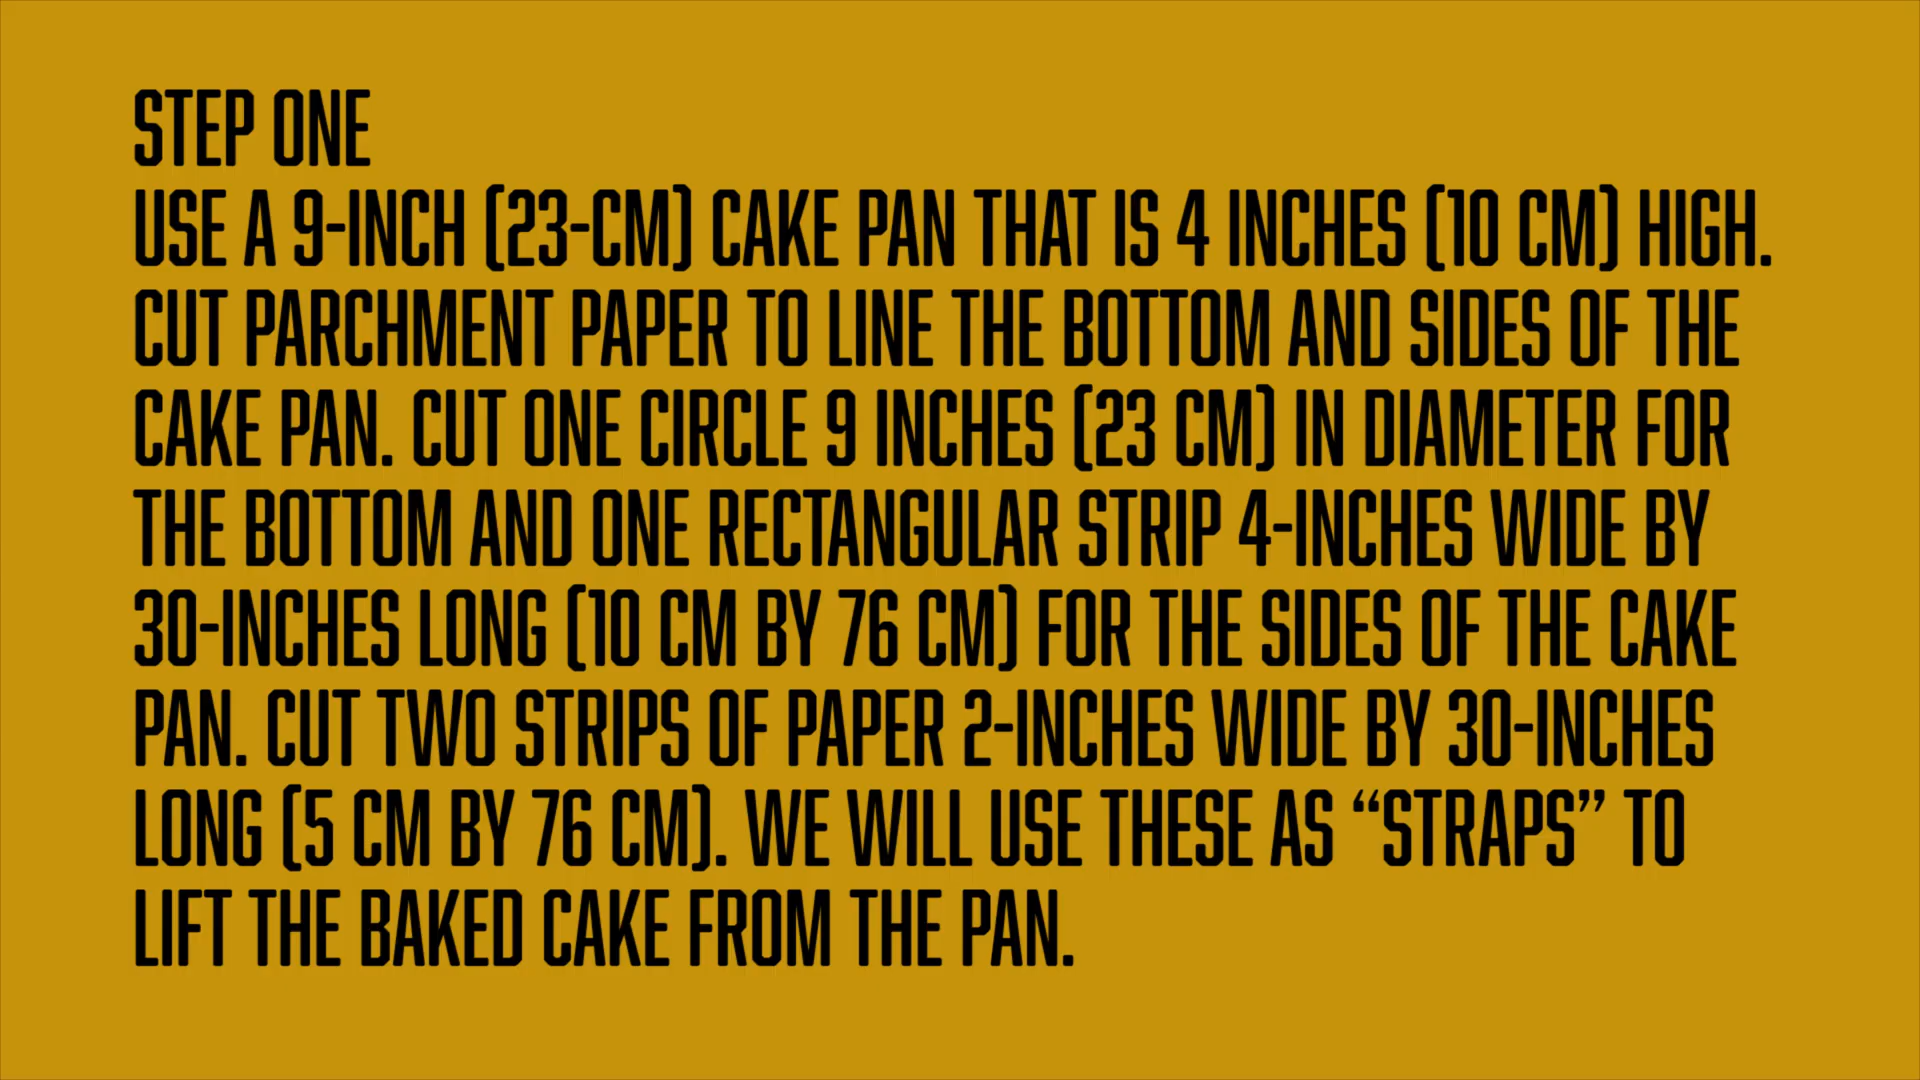 STEP ONE
USE A 9-INCH (23-CM) CAKE PAN THAT IS 4 INCHES (10 CM) HIGH.
CUT PARCHMENT PAPER TO LINE THE BOTTOM AND SIDES OF THE
CAKE PAN. CUT ONE CIRCLE 9 INCHES (23 CM) IN DIAMETER FOR
THE BOTTOM AND ONE RECTANGULAR STRIP 4-INCHES WIDE BY
30-INCHES LONG (10 CM BY 76 CM) FOR THE SIDES OF THE CAKE
PAN. CUT TWO STRIPS OF PAPER 2-INCHES WIDE BY 30-INCHES
LONG (5 CM BY 76 CM). WE WILL USE THESE AS “STRAPS” TO
LIFT THE BAKED CAKE FROM THE PAN.